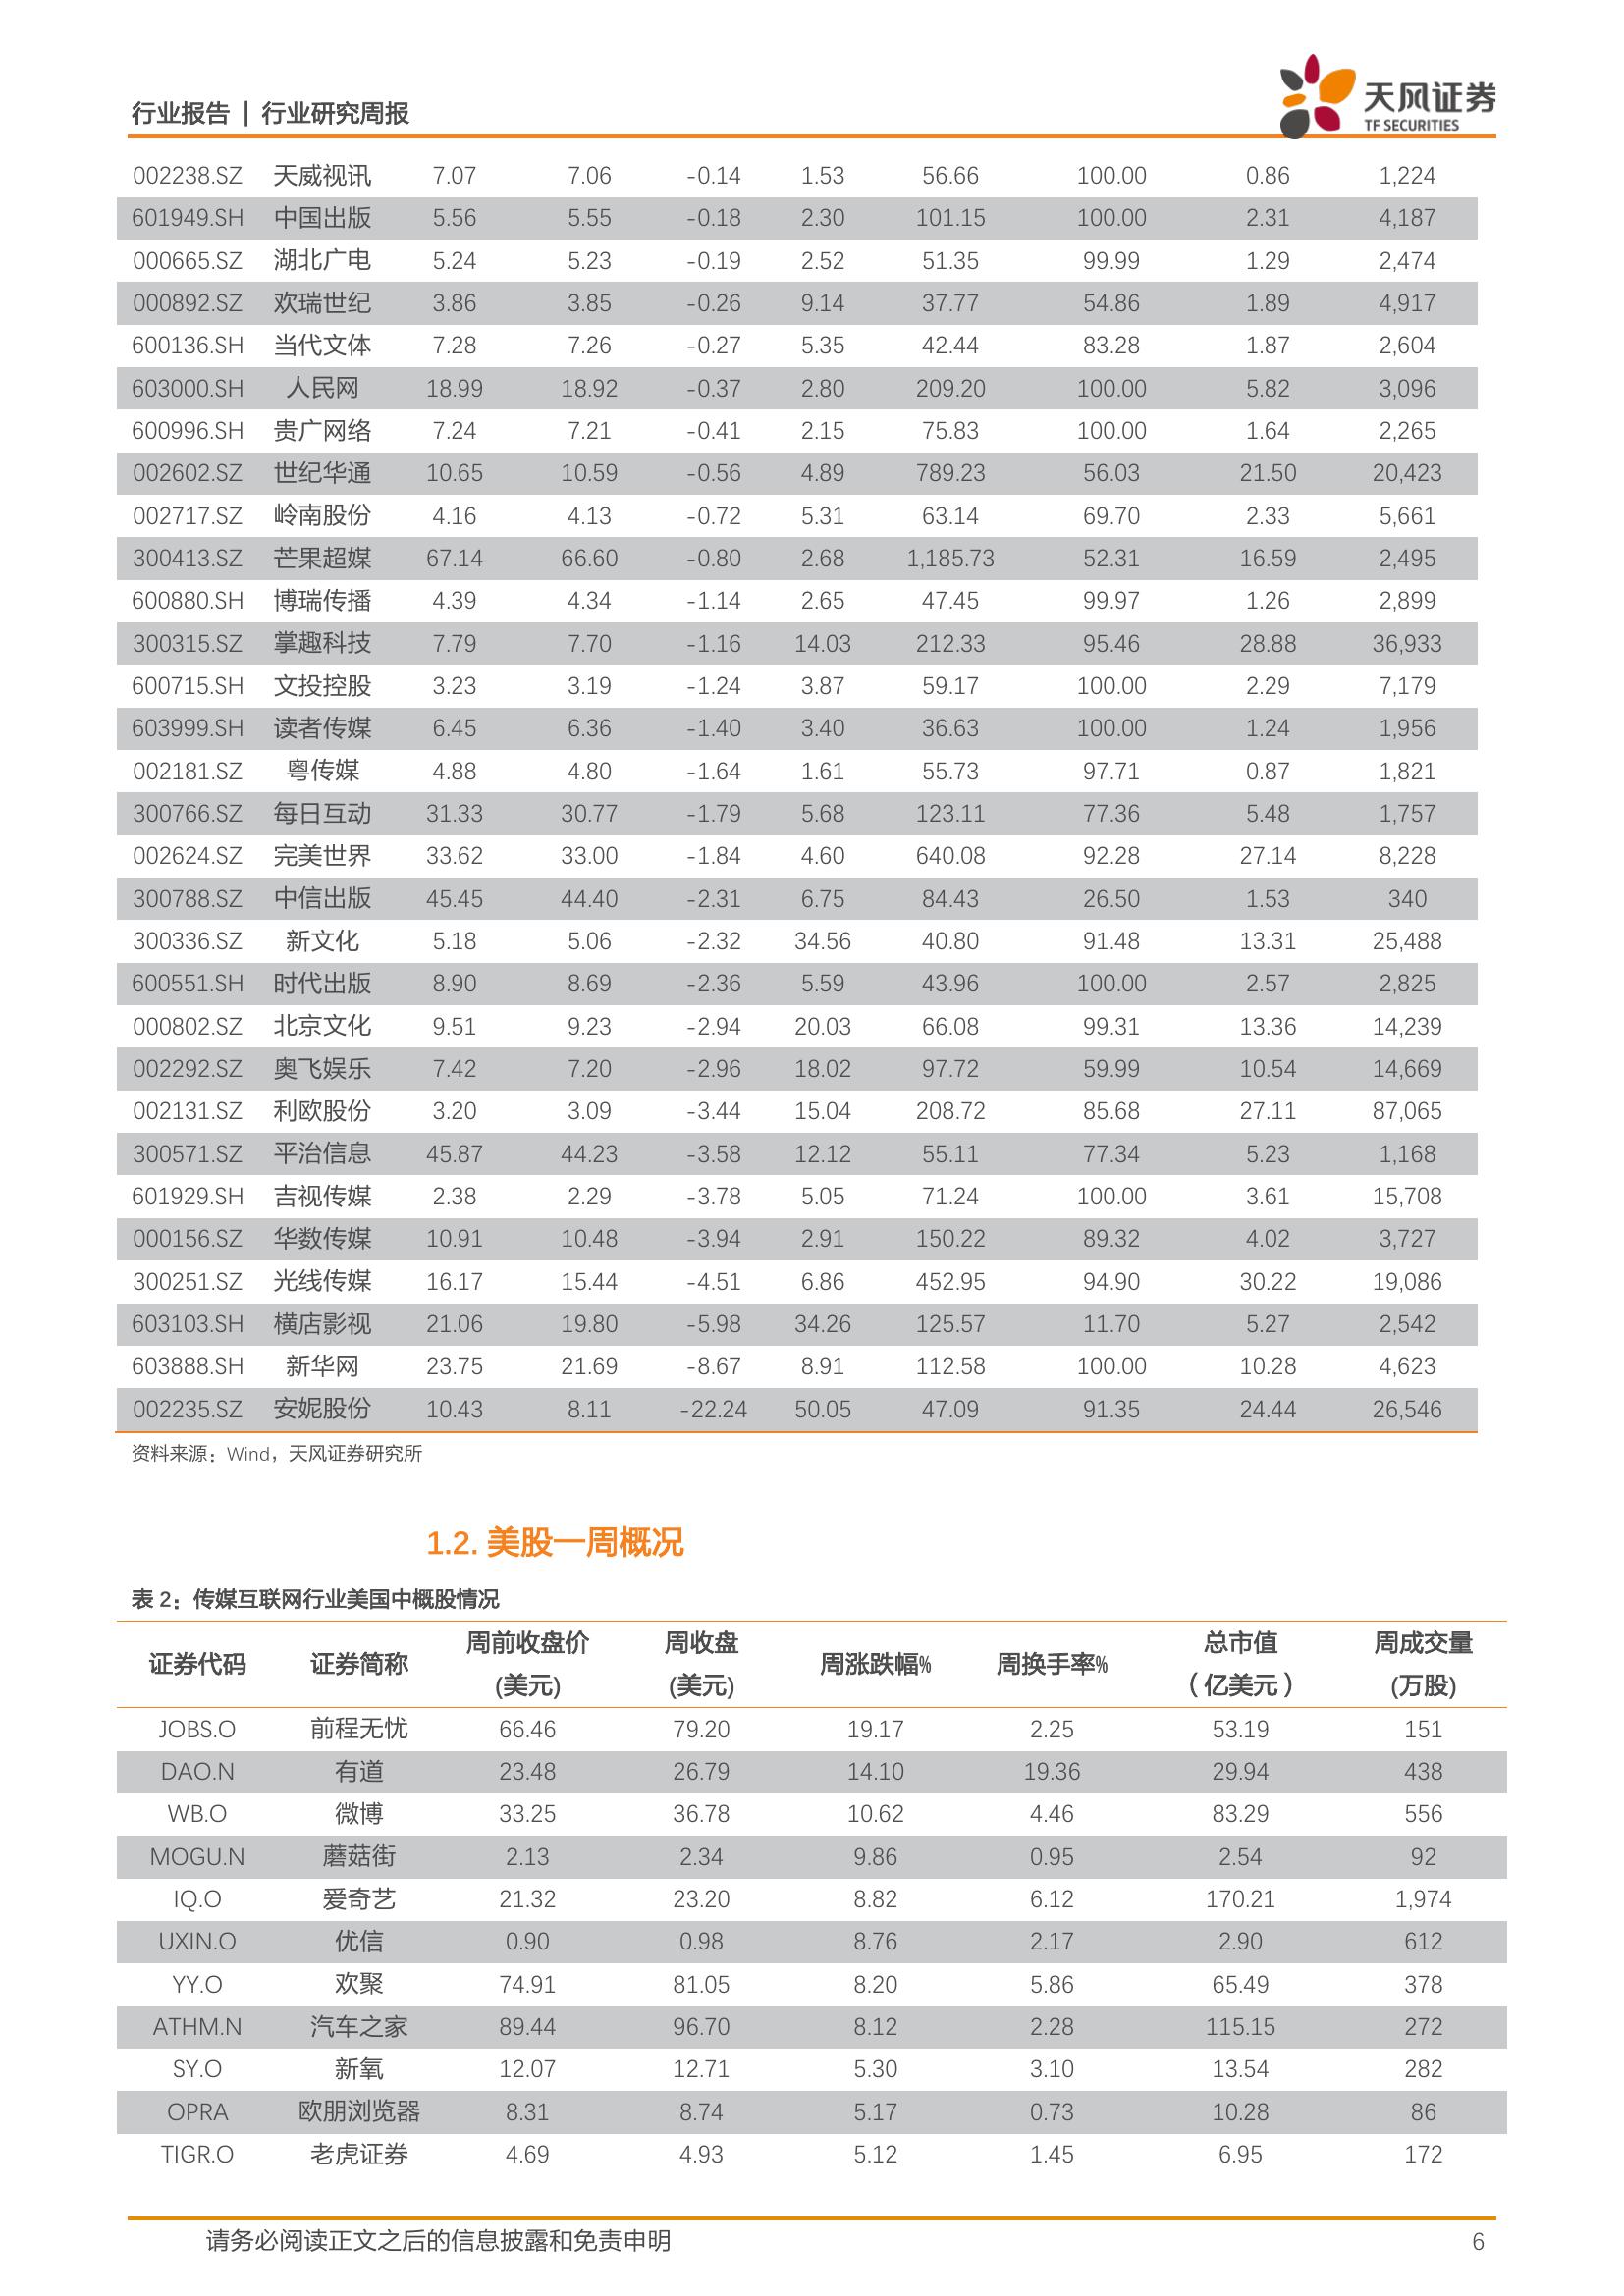 行业报告 | 行业研究周报
天风证券
TF SECURITIES
002238.SZ 天威视讯 7.07 7.06 -0.14 1.53 56.66 100.00 0.86 1,224
601949.SH 中国出版 5.56 5.55 -0.18 2.30 101.15 100.00 2.31 4,187
000665.SZ 湖北广电 5.24 5.23 -0.19 2.52 51.35 99.99 1.29 2,474
000892.SZ 欢瑞世纪 3.86 3.85 -0.26 9.14 37.77 54.86 1.89 4,917
600136.SH 当代文体 7.28 7.26 -0.27 5.35 42.44 83.28 1.87 2,604
603000.SH 人民网 18.99 18.92 -0.37 2.80 209.20 100.00 5.82 3,096
600996.SH 贵广网络 7.24 7.21 -0.41 2.15 75.83 100.00 1.64 2,265
002602.SZ 世纪华通 10.65 10.59 -0.56 4.89 789.23 56.03 21.50 20,423
002717.SZ 岭南股份 4.16 4.13 -0.72 5.31 63.14 69.70 2.33 5,661
300413.SZ 芒果超媒 67.14 66.60 -0.80 2.68 1,185.73 52.31 16.59 2,495
600880.SH 博瑞传播 4.39 4.34 -1.14 2.65 47.45 99.97 1.26 2,899
300315.SZ 掌趣科技 7.79 7.70 -1.16 14.03 212.33 95.46 28.88 36,933
600715.SH 文投控股 3.23 3.19 -1.24 3.87 59.17 100.00 2.29 7,179
603999.SH 读者传媒 6.45 6.36 -1.40 3.40 36.63 100.00 1.24 1,956
002181.SZ 粤传媒 4.88 4.80 -1.64 1.61 55.73 97.71 0.87 1,821
300766.SZ 每日互动 31.33 30.77 -1.79 5.68 123.11 77.36 5.48 1,757
002624.SZ 完美世界 33.62 33.00 -1.84 4.60 640.08 92.28 27.14 8,228
300788.SZ 中信出版 45.45 44.40 -2.31 6.75 84.43 26.50 1.53 340
300336.SZ 新文化 5.18 5.06 -2.32 34.56 40.80 91.48 13.31 25,488
600551.SH 时代出版 8.90 8.69 -2.36 5.59 43.96 100.00 2.57 2,825
000802.SZ 北京文化 9.51 9.23 -2.94 20.03 66.08 99.31 13.36 14,239
002292.SZ 奥飞娱乐 7.42 7.20 -2.96 18.02 97.72 59.99 10.54 14,669
002131.SZ 利欧股份 3.20 3.09 -3.44 15.04 208.72 85.68 27.11 87,065
300571.SZ 平治信息 45.87 44.23 -3.58 12.12 55.11 77.34 5.23 1,168
601929.SH 吉视传媒 2.38 2.29 -3.78 5.05 71.24 100.00 3.61 15,708
000156.SZ 华数传媒 10.91 10.48 -3.94 2.91 150.22 89.32 4.02 3,727
300251.SZ 光线传媒 16.17 15.44 -4.51 6.86 452.95 94.90 30.22 19,086
603103.SH 横店影视 21.06 19.80 -5.98 34.26 125.57 11.70 5.27 2,542
603888.SH 新华网 23.75 21.69 -8.67 8.91 112.58 100.00 10.28 4,623
002235.SZ 安妮股份 10.43 8.11 -22.24 50.05 47.09 91.35 24.44 26,546
资料来源：Wind，天风证券研究所
1.2. 美股一周概况
表 2：传媒互联网行业美国中概股情况
证券代码 证券简称 周前收盘价 周收盘 周涨跌幅% 周换手率% 总市值 周成交量
(美元) (美元) （亿美元） (万股)
JOBS.O 前程无忧 66.46 79.20 19.17 2.25 53.19 151
DAO.N 有道 23.48 26.79 14.10 19.36 29.94 438
WB.O 微博 33.25 36.78 10.62 4.46 83.29 556
MOGU.N 蘑菇街 2.13 2.34 9.86 0.95 2.54 92
IQ.O 爱奇艺 21.32 23.20 8.82 6.12 170.21 1,974
UXIN.O 优信 0.90 0.98 8.76 2.17 2.90 612
YY.O 欢聚 74.91 81.05 8.20 5.86 65.49 378
ATHM.N 汽车之家 89.44 96.70 8.12 2.28 115.15 272
SY.O 新氧 12.07 12.71 5.30 3.10 13.54 282
OPRA 欧朋浏览器 8.31 8.74 5.17 0.73 10.28 86
TIGR.O 老虎证券 4.69 4.93 5.12 1.45 6.95 172
请务必阅读正文之后的信息披露和免责申明 6